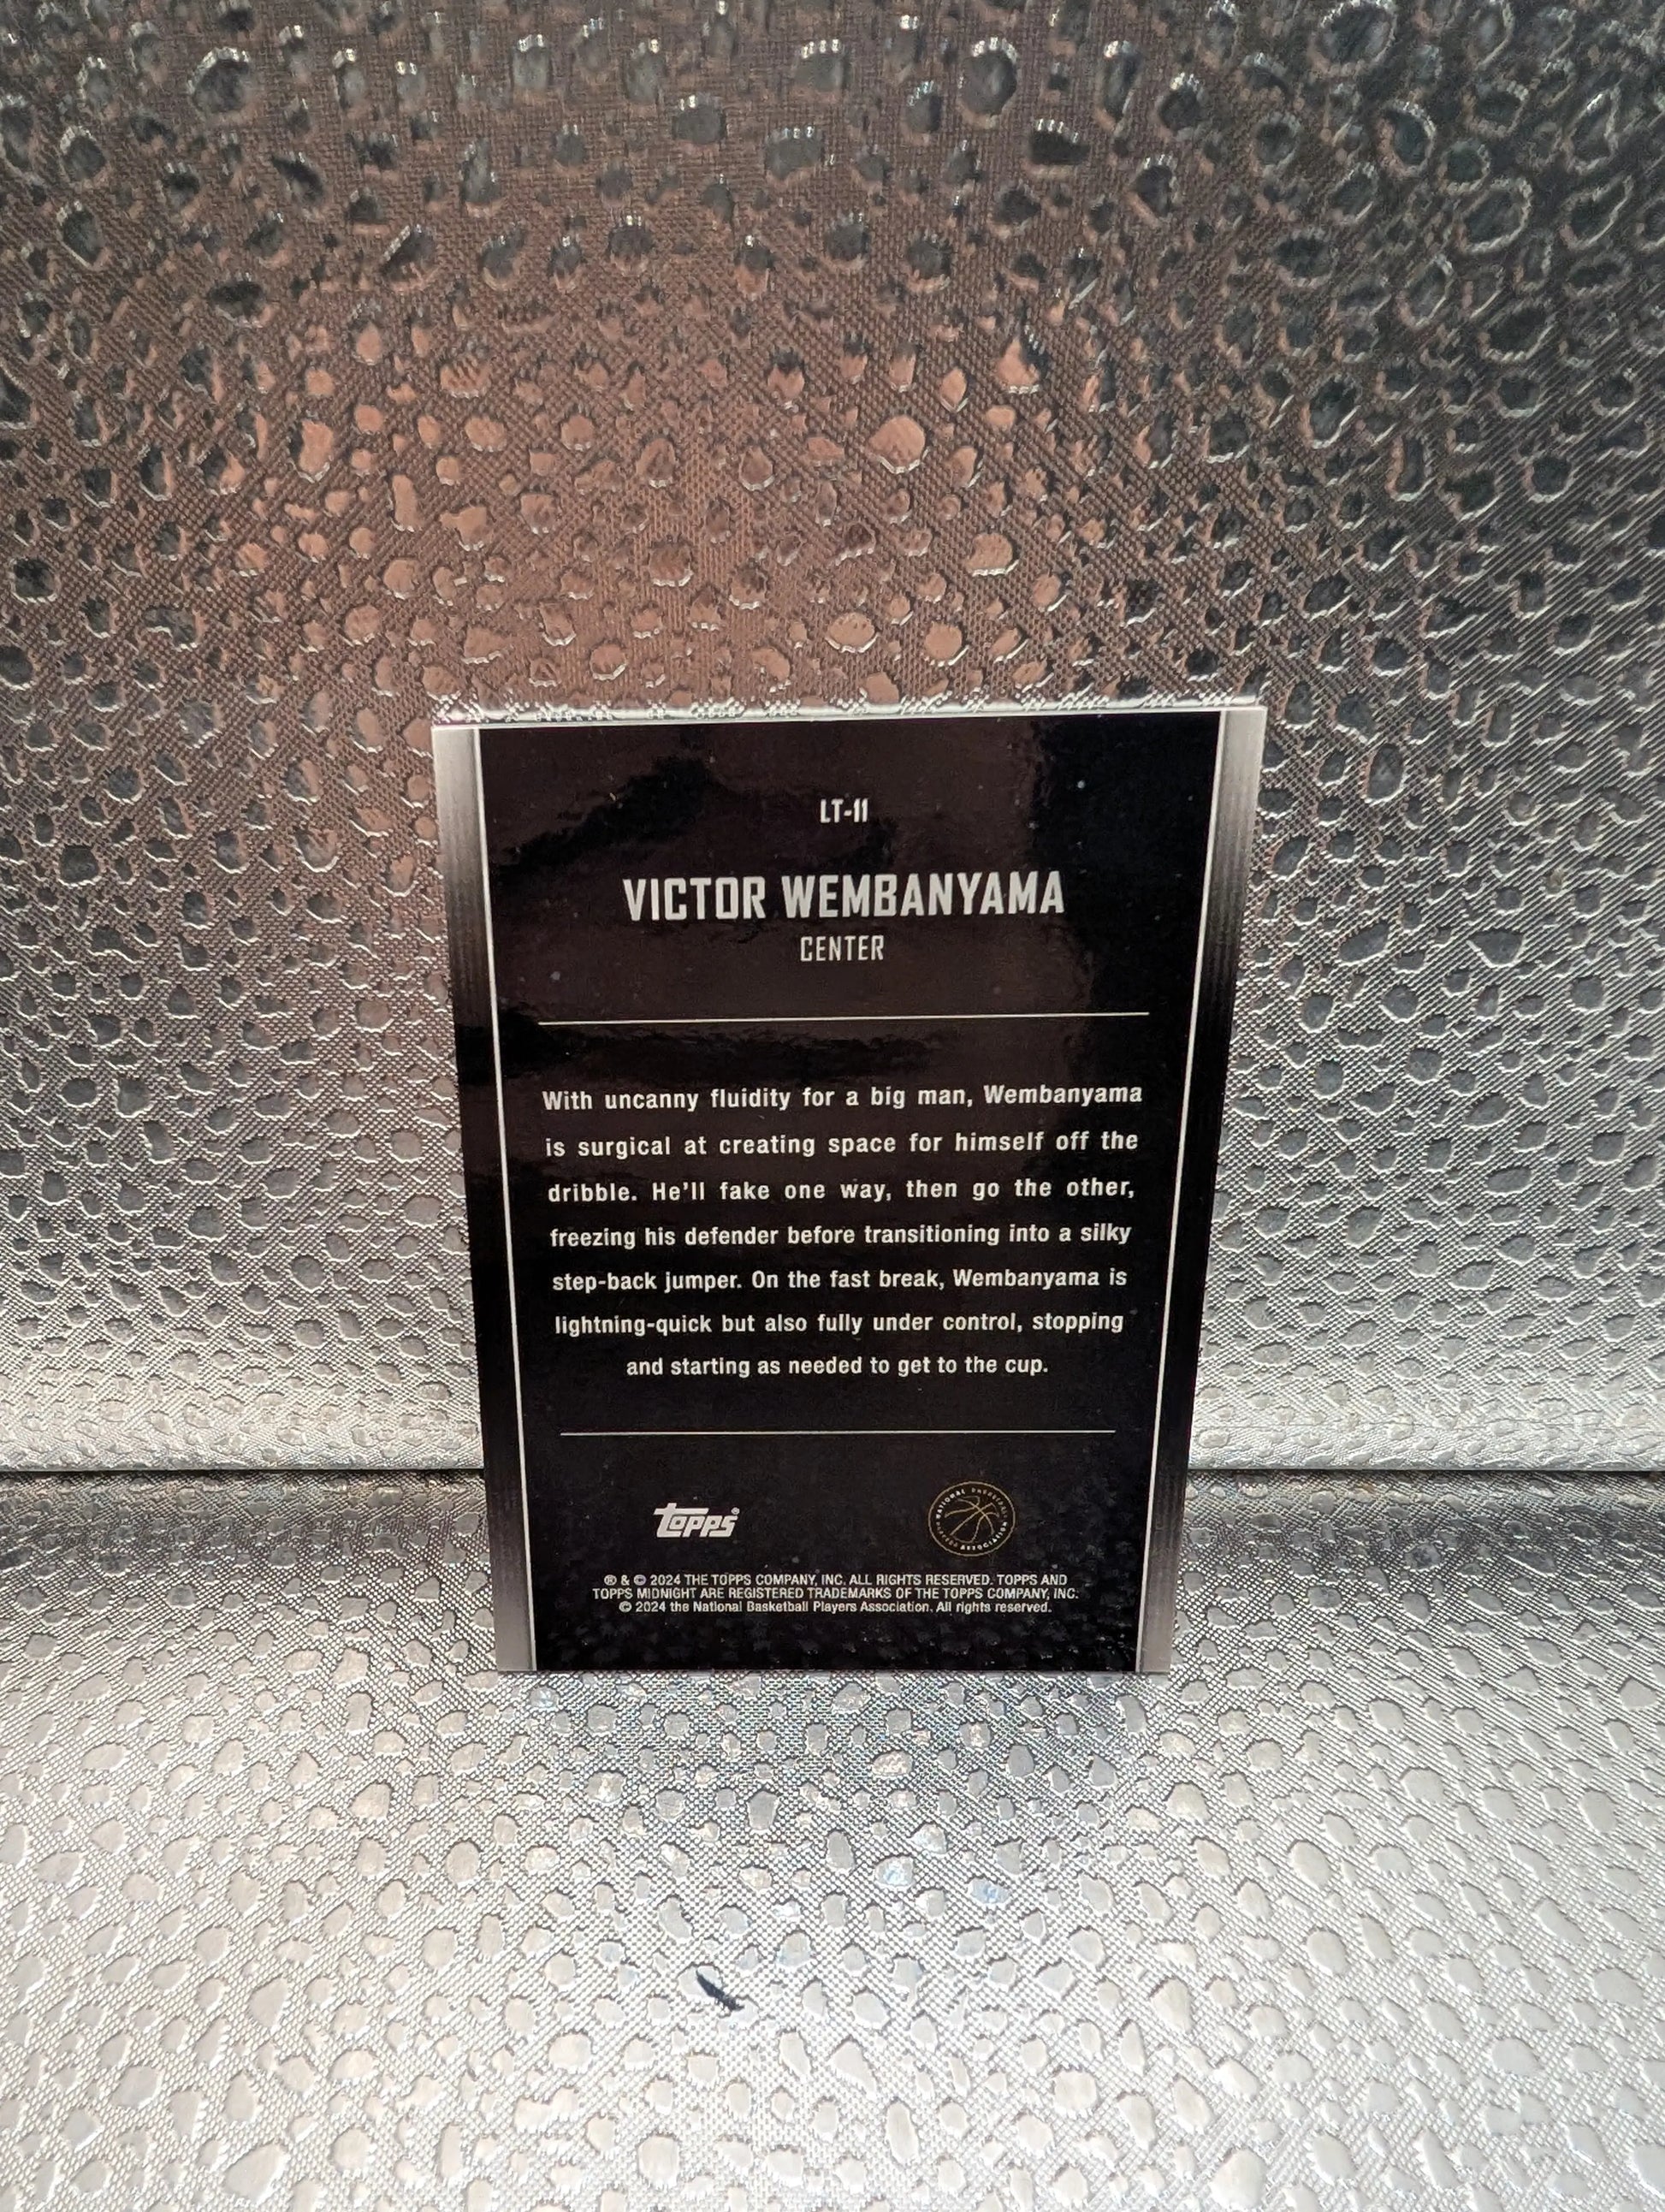 LT-11
VICTOR WEMBANYAMA
CENTER
With uncanny fluidity for a big man, Wembanyama
is surgical at creating space for himself off the
dribble. He'll fake one way, then go the other,
freezing his defender before transitioning into a silky
step-back jumper. On the fast break, Wembanyama is
lightning-quick but also fully under control, stopping
and starting as needed to get to the cup.
topps®
NATIONAL BASKETBALL PLAYERS ASSOCIATION
® & © 2024 THE TOPPS COMPANY, INC. ALL RIGHTS RESERVED. TOPPS AND
TOPPS MIDNIGHT ARE REGISTERED TRADEMARKS OF THE TOPPS COMPANY, INC.
© 2024 the National Basketball Players Association. All rights reserved.